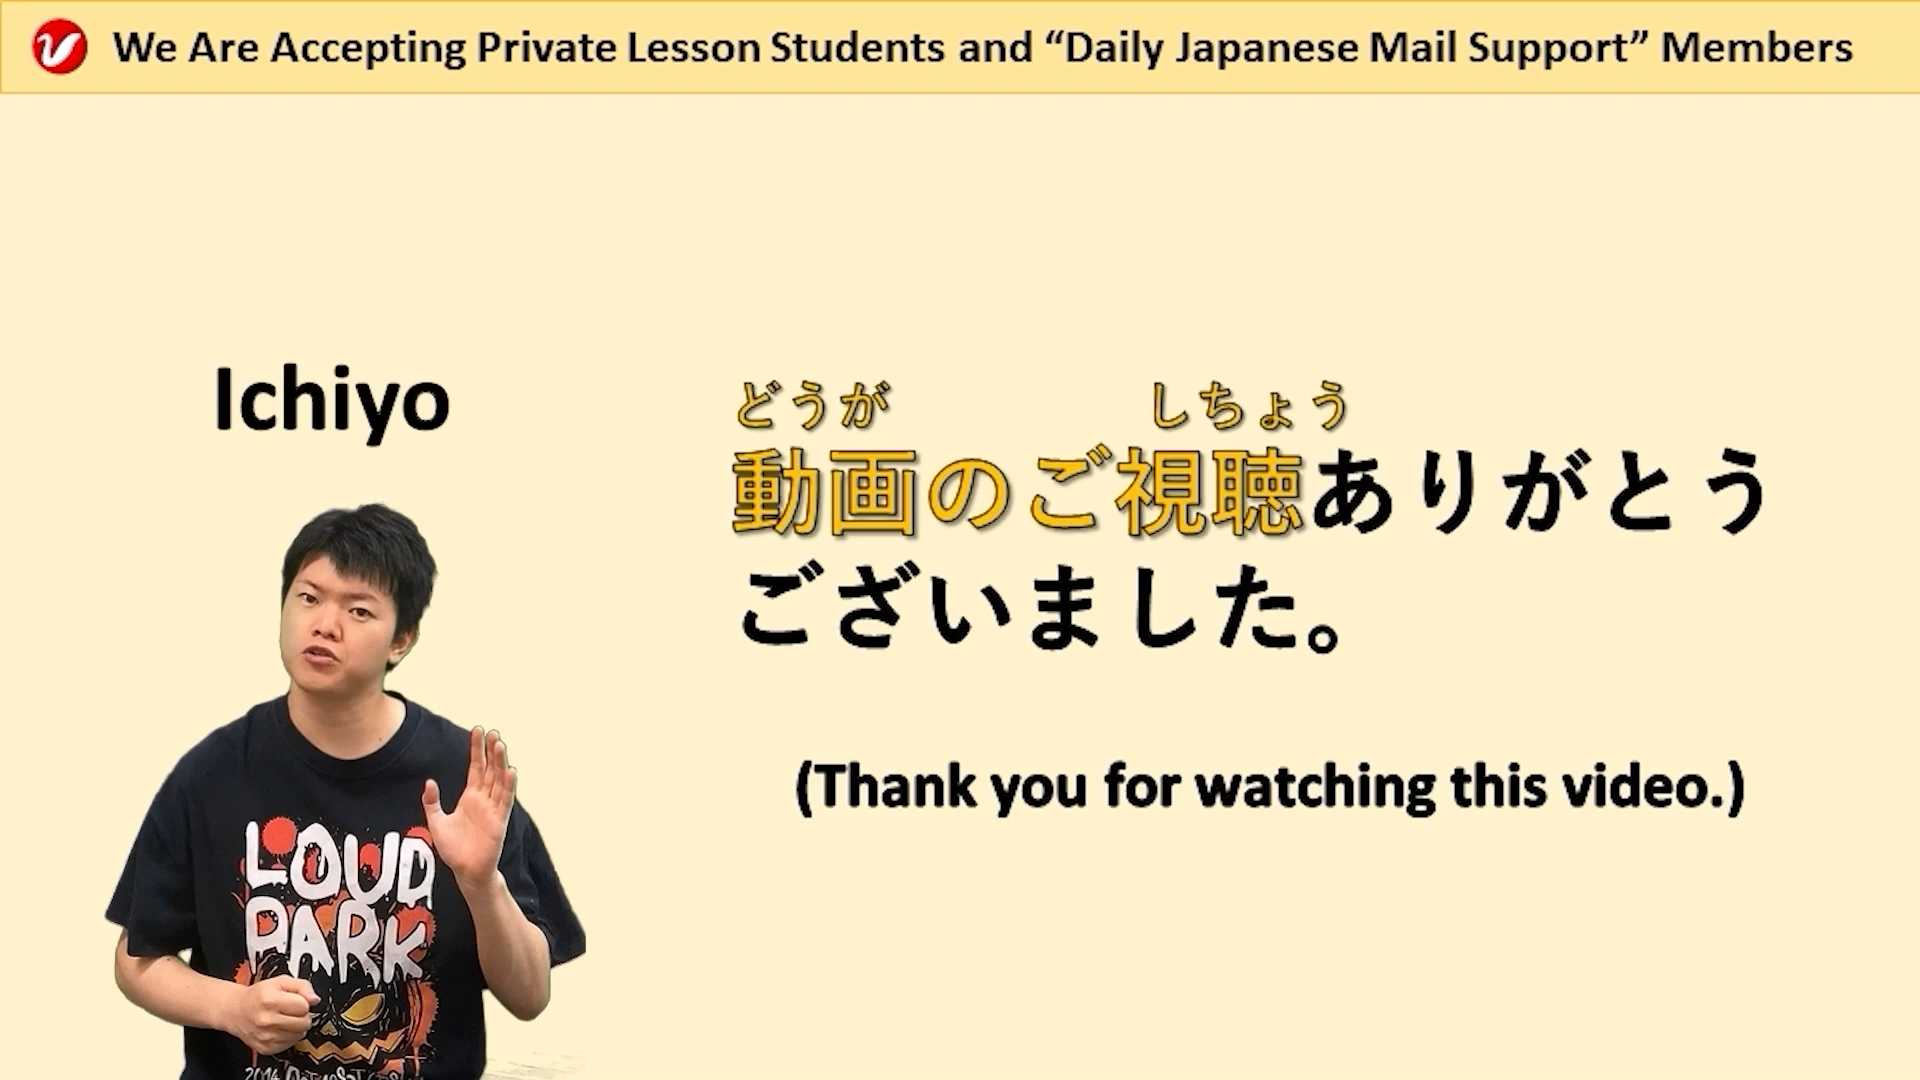 We Are Accepting Private Lesson Students and “Daily Japanese Mail Support” Members
Ichiyo
どうが しちょう
動画のご視聴ありがとう
ございました。
(Thank you for watching this video.)
LOUD
PARK
2014